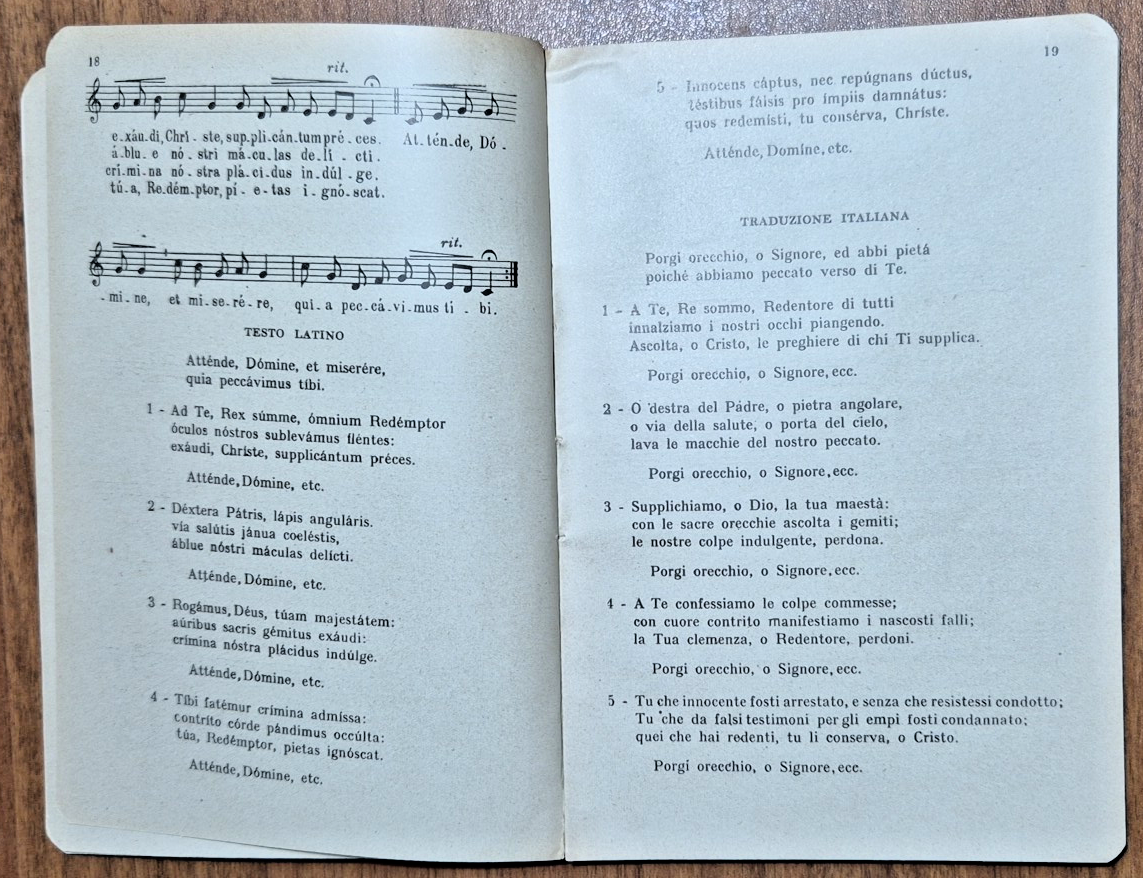 18
rit.
e.xáu.di, Chrí - ste, sup.pli.cán.tum pré - ces. At.tén.de, Dó -
á.blu - e nó - stri má.cu.las de.lí - cti.
crí.mi.na nó - stra plá.ci.dus in.dúl - ge.
tú.a, Re.dém.ptor, pí - e.tas i - gnó.scat.
rit.
- mi.ne, et mi.se.ré.re, qui.a pec.cá.vi.mus ti - bi.
TESTO LATINO
Atténde, Dómine, et miserére,
quia peccávimus tíbi.
1 - Ad Te, Rex súmme, ómnium Redémptor
óculos nóstros sublevámus fléntes:
exáudi, Chríste, supplicántum préces.
Atténde, Dómine, etc.
2 - Déxtera Pátris, lápis anguláris.
vía salútis jánua coeléstis,
áblue nóstri máculas delícti.
Atténde, Dómine, etc.
3 - Rogámus, Déus, túam majestátem:
aúribus sacris gémitus exáudi:
crímina nóstra plácidus indúlge.
Atténde, Dómine, etc.
4 - Tíbi fatémur crímina admíssa:
contríto córde pándimus occúlta:
túa, Redémptor, pietas ignóscat.
Atténde, Dómine, etc.
19
5 - Innocens cáptus, nec repúgnans dúctus,
téstibus fálsis pro ímpiis damnátus:
quos redemísti, tu consérva, Chríste.
Atténde, Domíne, etc.
TRADUZIONE ITALIANA
Porgi orecchio, o Signore, ed abbi pietá
poiché abbiamo peccato verso di Te.
1 - A Te, Re sommo, Redentore di tutti
innalziamo i nostri occhi piangendo.
Ascolta, o Cristo, le preghiere di chi Ti supplica.
Porgi orecchio, o Signore, ecc.
2 - O destra del Padre, o pietra angolare,
o via della salute, o porta del cielo,
lava le macchie del nostro peccato.
Porgi orecchio, o Signore, ecc.
3 - Supplichiamo, o Dio, la tua maestà:
con le sacre orecchie ascolta i gemiti;
le nostre colpe indulgente, perdona.
Porgi orecchio, o Signore, ecc.
4 - A Te confessiamo le colpe commesse;
con cuore contrito manifestiamo i nascosti falli;
la Tua clemenza, o Redentore, perdoni.
Porgi orecchio, o Signore, ecc.
5 - Tu che innocente fosti arrestato, e senza che resistessi condotto;
Tu che da falsi testimoni per gli empi fosti condannato;
quei che hai redenti, tu li conserva, o Cristo.
Porgi orecchio, o Signore, ecc.